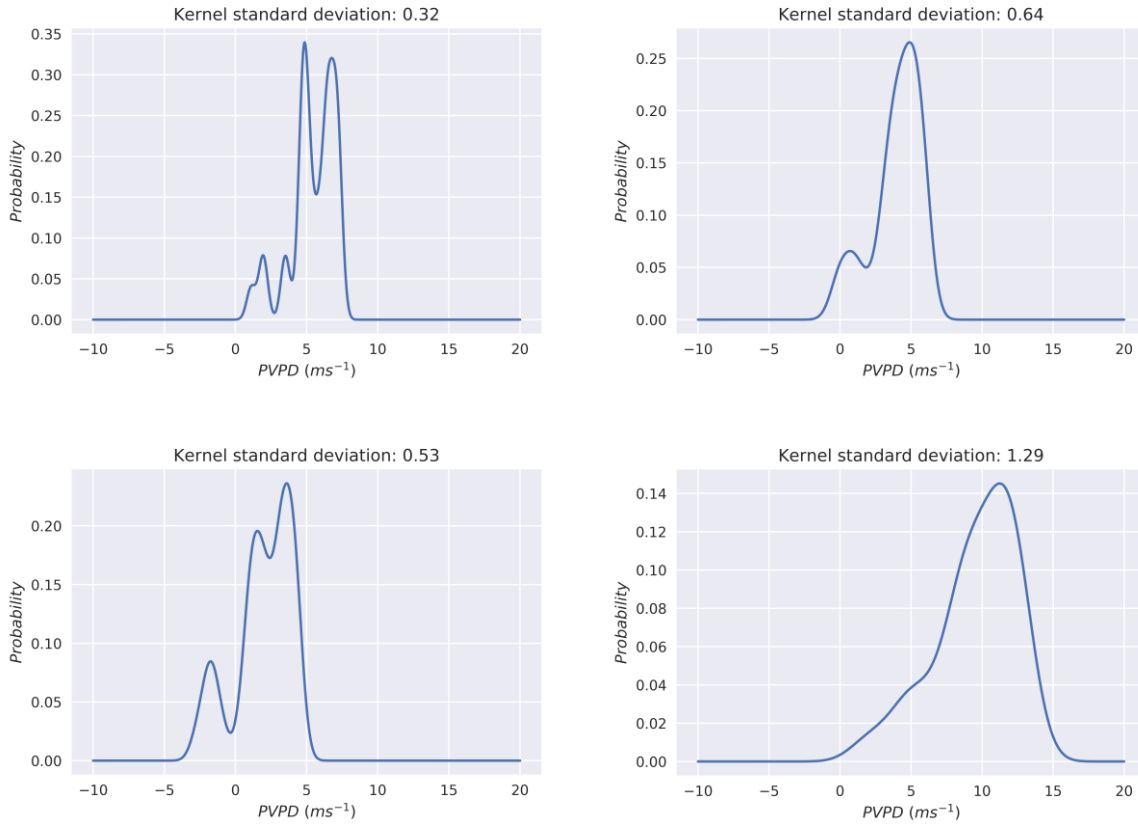 Kernel standard deviation: 0.32
0.35
0.30
0.25
0.20
0.15
0.10
0.05
0.00
Probability
−10 −5 0 5 10 15 20
PVPD (ms⁻¹)
Kernel standard deviation: 0.64
0.25
0.20
0.15
0.10
0.05
0.00
Probability
−10 −5 0 5 10 15 20
PVPD (ms⁻¹)
Kernel standard deviation: 0.53
0.20
0.15
0.10
0.05
0.00
Probability
−10 −5 0 5 10 15 20
PVPD (ms⁻¹)
Kernel standard deviation: 1.29
0.14
0.12
0.10
0.08
0.06
0.04
0.02
0.00
Probability
−10 −5 0 5 10 15 20
PVPD (ms⁻¹)